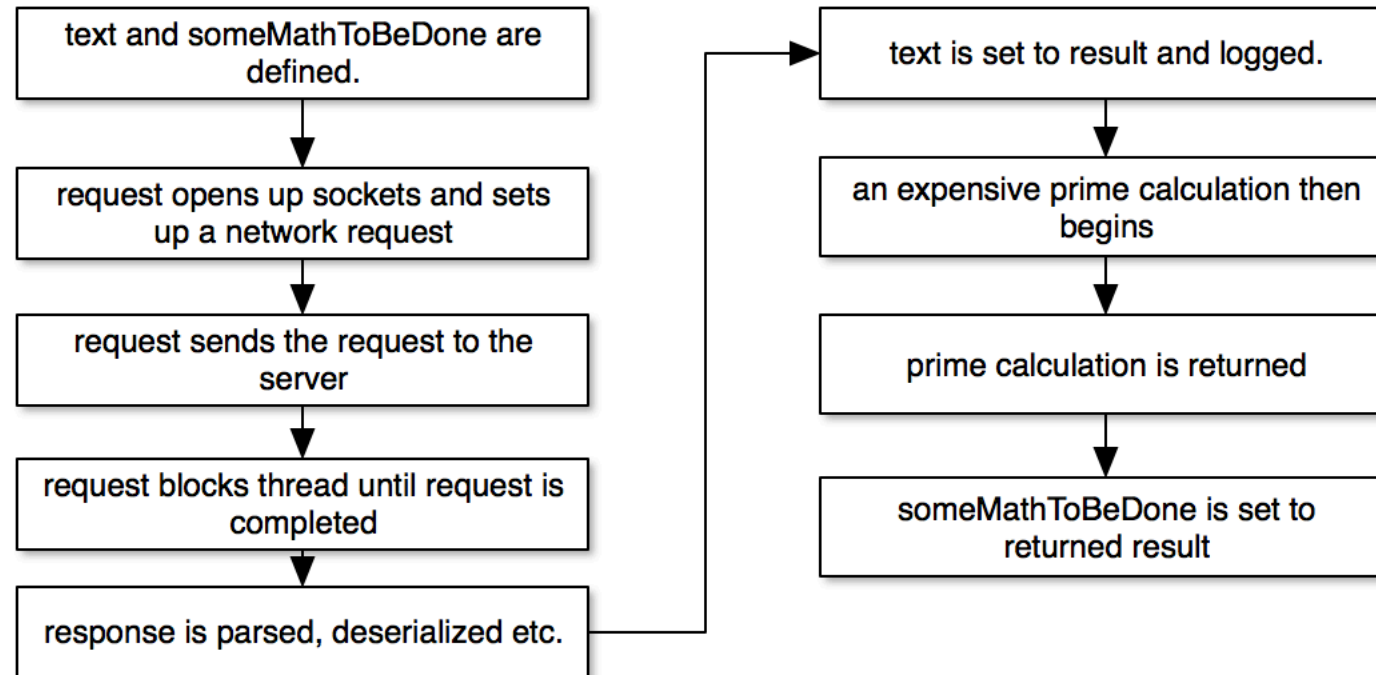 text and someMathToBeDone are
defined.
request opens up sockets and sets
up a network request
request sends the request to the
server
request blocks thread until request is
completed
response is parsed, deserialized etc.
text is set to result and logged.
an expensive prime calculation then
begins
prime calculation is returned
someMathToBeDone is set to
returned result